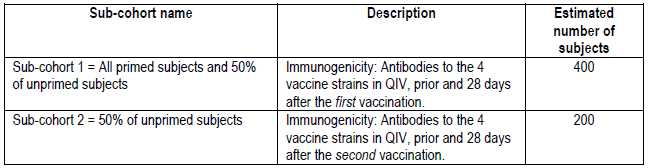 Sub-cohort name
Description
Estimated
number of
subjects
Sub-cohort 1 = All primed subjects and 50%
of unprimed subjects
Immunogenicity: Antibodies to the 4
vaccine strains in QIV, prior and 28 days
after the first vaccination.
400
Sub-cohort 2 = 50% of unprimed subjects
Immunogenicity: Antibodies to the 4
vaccine strains in QIV, prior and 28 days
after the second vaccination.
200